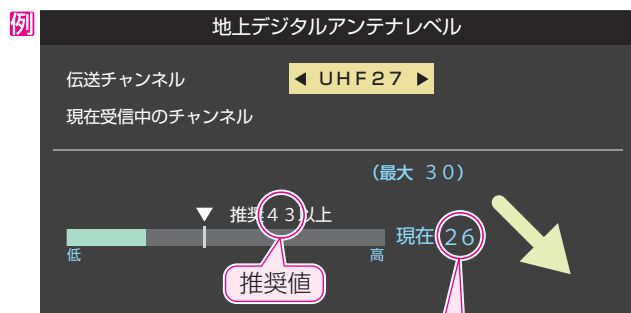 例
地上デジタルアンテナレベル
伝送チャンネル
◀ UHF27 ▶
現在受信中のチャンネル
(最大 30)
▼ 推奨43以上
現在 26
低
高
推奨値